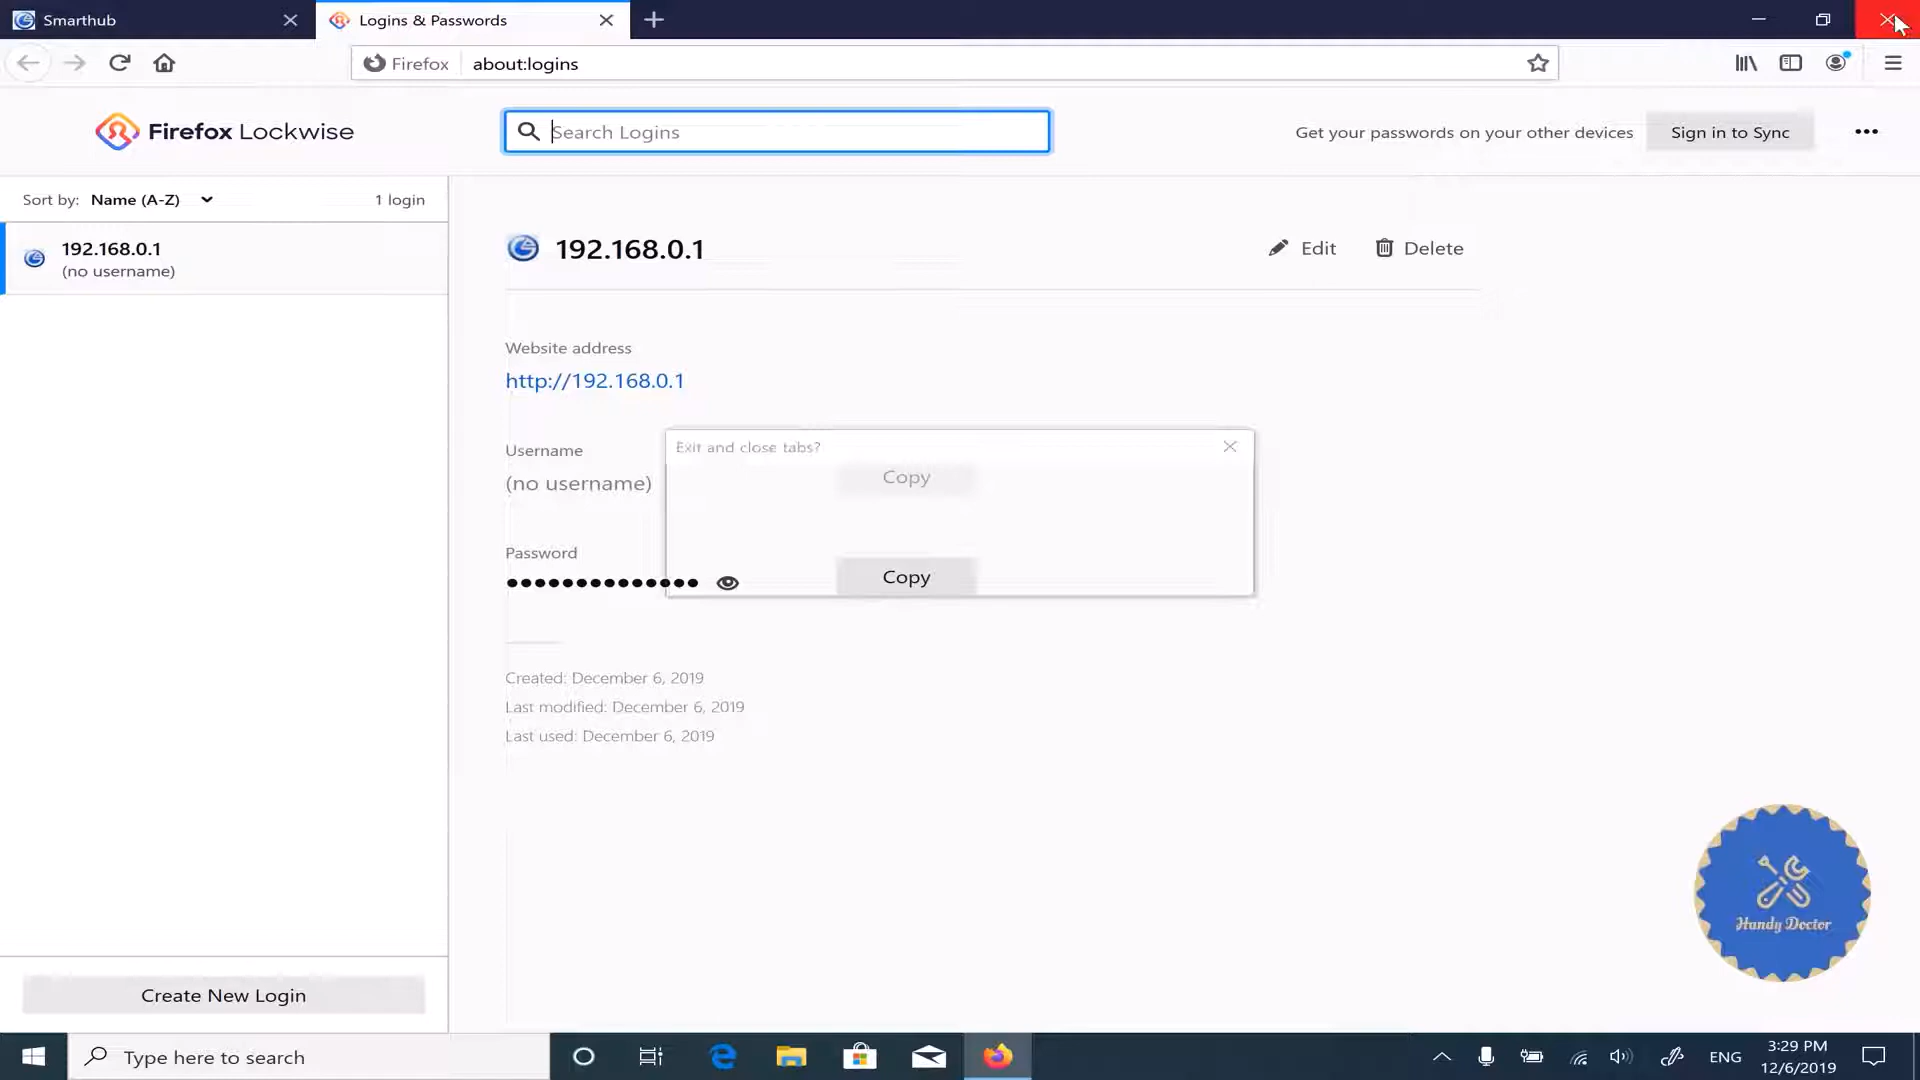 Smarthub
Logins & Passwords
Firefox
about:logins
Firefox Lockwise
Search Logins
Get your passwords on your other devices
Sign in to Sync
Sort by: Name (A-Z)
1 login
192.168.0.1
(no username)
192.168.0.1
Edit
Delete
Website address
http://192.168.0.1
Username
(no username)
Exit and close tabs?
Copy
Password
Copy
Created: December 6, 2019
Last modified: December 6, 2019
Last used: December 6, 2019
Handy Doctor
Create New Login
Type here to search
ENG
3:29 PM
12/6/2019